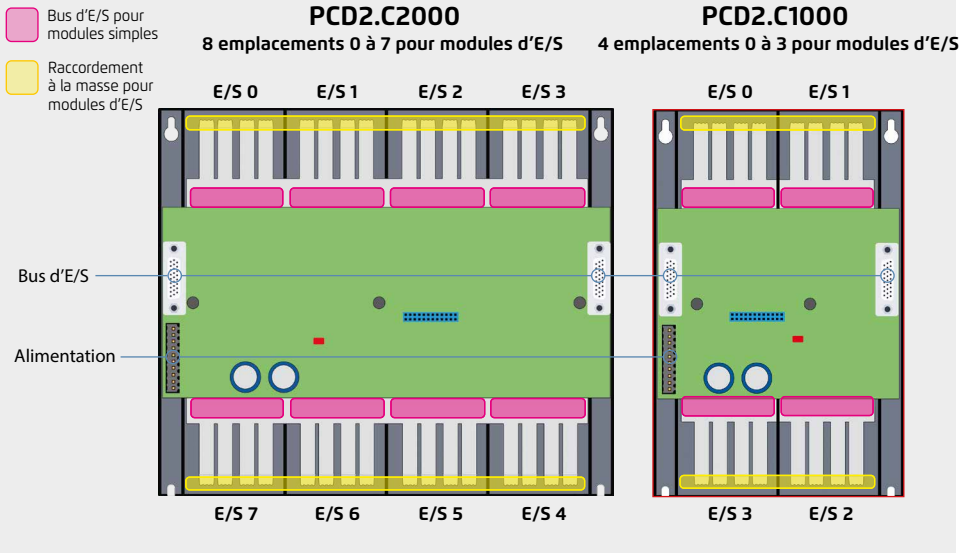 Bus d'E/S pour
modules simples
Raccordement
à la masse pour
modules d'E/S
PCD2.C2000
8 emplacements 0 à 7 pour modules d'E/S
PCD2.C1000
4 emplacements 0 à 3 pour modules d'E/S
E/S 0 E/S 1 E/S 2 E/S 3
E/S 0 E/S 1
Bus d'E/S
Alimentation
E/S 7 E/S 6 E/S 5 E/S 4
E/S 3 E/S 2